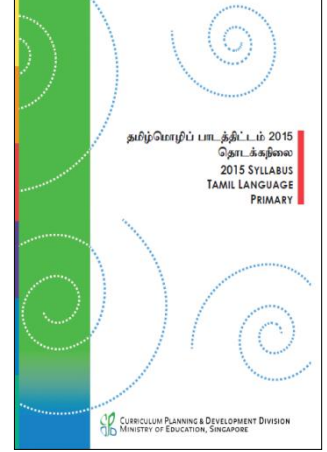 தமிழ்மொழிப் பாடத்திட்டம் 2015
தொடக்கநிலை
2015 SYLLABUS
TAMIL LANGUAGE
PRIMARY
CURRICULUM PLANNING & DEVELOPMENT DIVISION
MINISTRY OF EDUCATION, SINGAPORE